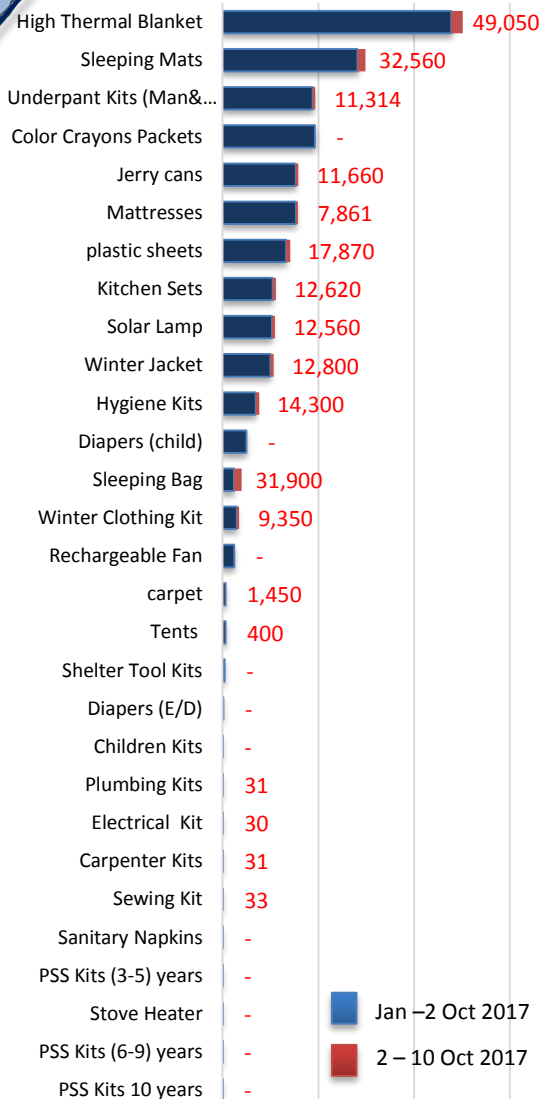 High Thermal Blanket 49,050
Sleeping Mats 32,560
Underpant Kits (Man&... 11,314
Color Crayons Packets -
Jerry cans 11,660
Mattresses 7,861
plastic sheets 17,870
Kitchen Sets 12,620
Solar Lamp 12,560
Winter Jacket 12,800
Hygiene Kits 14,300
Diapers (child) -
Sleeping Bag 31,900
Winter Clothing Kit 9,350
Rechargeable Fan -
carpet 1,450
Tents 400
Shelter Tool Kits -
Diapers (E/D) -
Children Kits -
Plumbing Kits 31
Electrical Kit 30
Carpenter Kits 31
Sewing Kit 33
Sanitary Napkins -
PSS Kits (3-5) years -
Stove Heater -
PSS Kits (6-9) years -
PSS Kits 10 years -
Jan –2 Oct 2017
2 – 10 Oct 2017